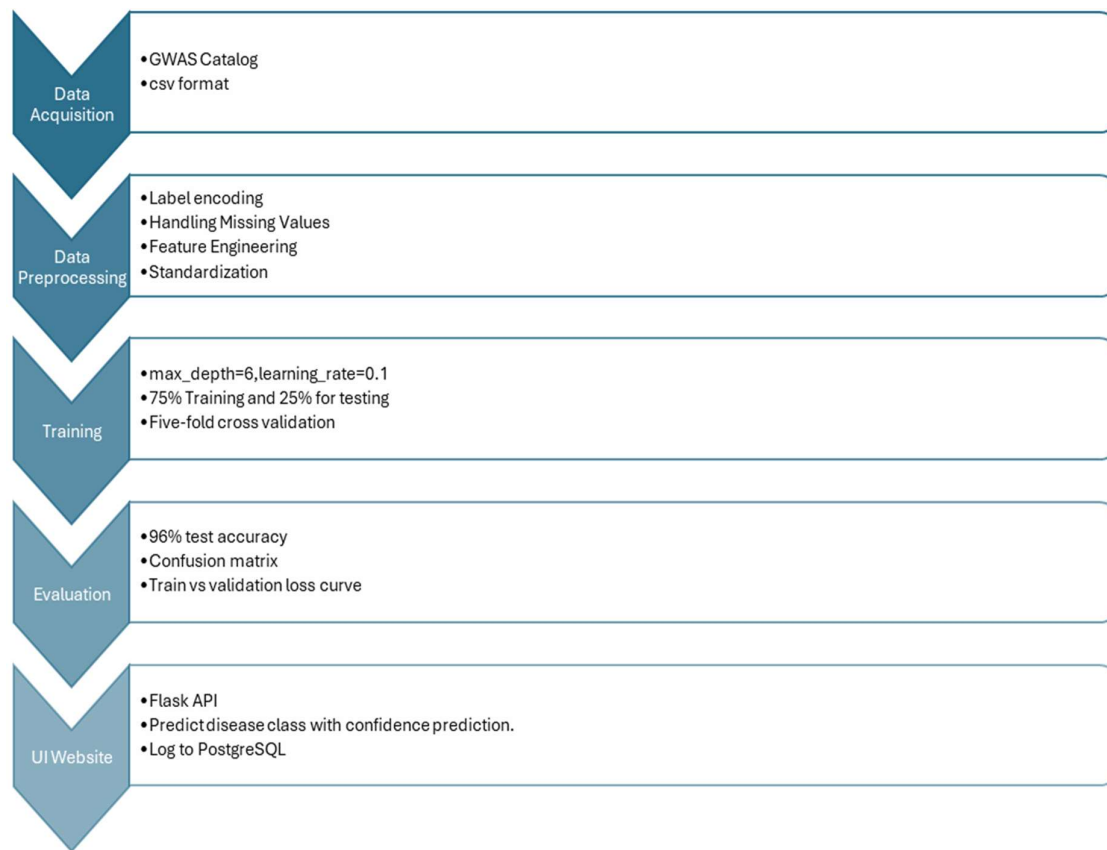 Data
Acquisition
•GWAS Catalog
•csv format
Data
Preprocessing
•Label encoding
•Handling Missing Values
•Feature Engineering
•Standardization
Training
•max_depth=6,learning_rate=0.1
•75% Training and 25% for testing
•Five-fold cross validation
Evaluation
•96% test accuracy
•Confusion matrix
•Train vs validation loss curve
UI Website
•Flask API
•Predict disease class with confidence prediction.
•Log to PostgreSQL